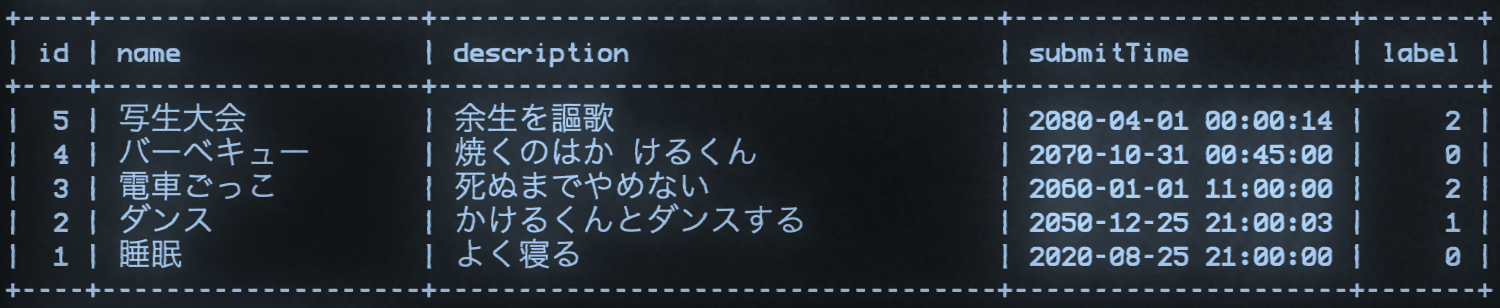 +----+--------------------+-----------------------------------+---------------------+-------+
| id | name               | description                       | submitTime          | label |
+----+--------------------+-----------------------------------+---------------------+-------+
| 5 | 写生大会 | 余生を謳歌 | 2080-04-01 00:00:14 | 2 |
| 4 | バーベキュー | 焼くのはか けるくん | 2070-10-31 00:45:00 | 0 |
| 3 | 電車ごっこ | 死ぬまでやめない | 2060-01-01 11:00:00 | 2 |
| 2 | ダンス | かけるくんとダンスする | 2050-12-25 21:00:03 | 1 |
| 1 | 睡眠 | よく寝る | 2020-08-25 21:00:00 | 0 |
+----+--------------------+-----------------------------------+---------------------+-------+